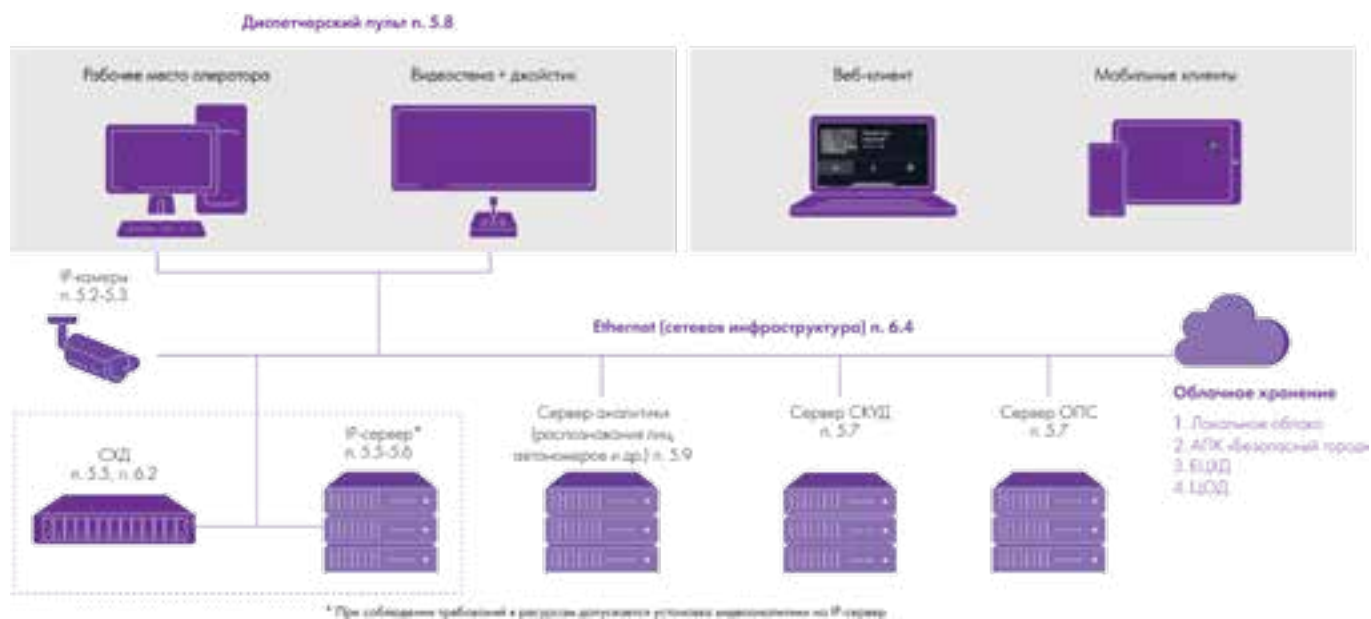 Диспетчерский пульт п. 5.8
Рабочее место оператора
Видеостена + джойстик
Веб-клиент
Мобильные клиенты
IP-камеры
п. 5.2-5.3
Ethernet (сетевая инфраструктура) п. 6.4
Облачное хранение
1. Локальное облако
2. АПК «Безопасный город»
3. ЕЦХД
4. ЦОД
СХД
п. 5.5, п. 6.2
IP-сервер*
п. 5.5-5.6
Сервер аналитики
(распознавания лиц,
автономеров и др.) п. 5.9
Сервер СКУД
п. 5.7
Сервер ОПС
п. 5.7
* При соблюдении требований к ресурсам допускается установка видеоаналитики на IP-сервер